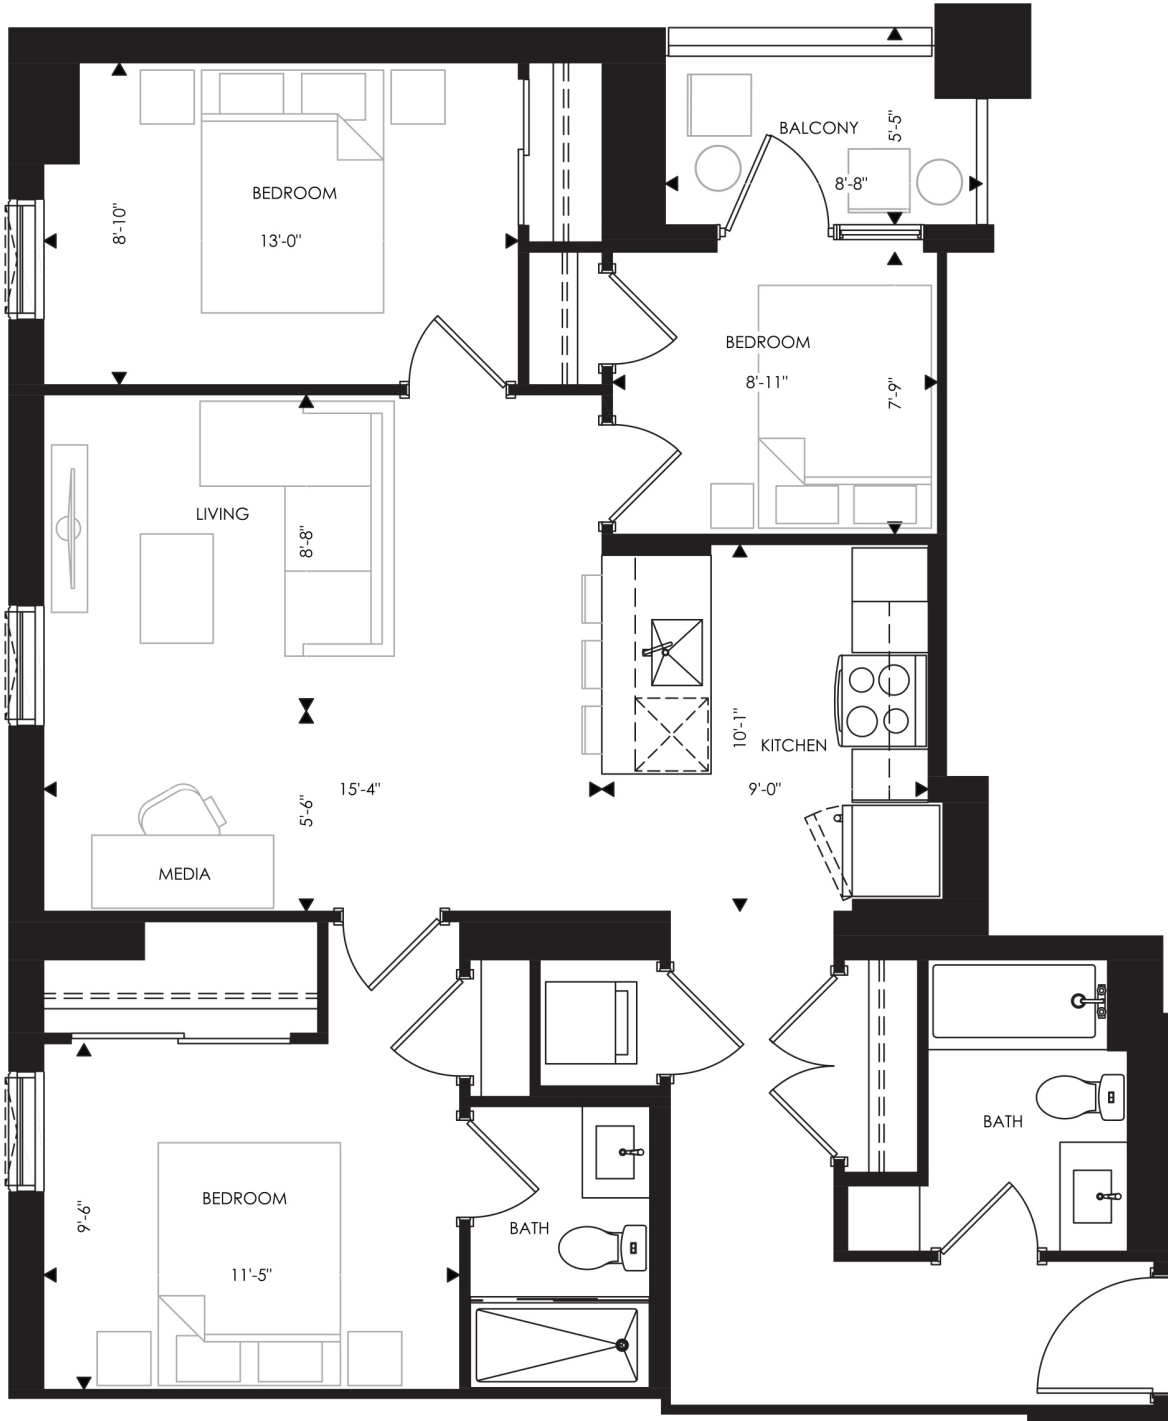 BALCONY
5'-5"
8'-8"
BEDROOM
8'-10"
13'-0"
BEDROOM
8'-11"
7'-9"
LIVING
8'-8"
10'-1"
KITCHEN
15'-4"
5'-6"
9'-0"
MEDIA
BATH
BEDROOM
9'-6"
BATH
11'-5"